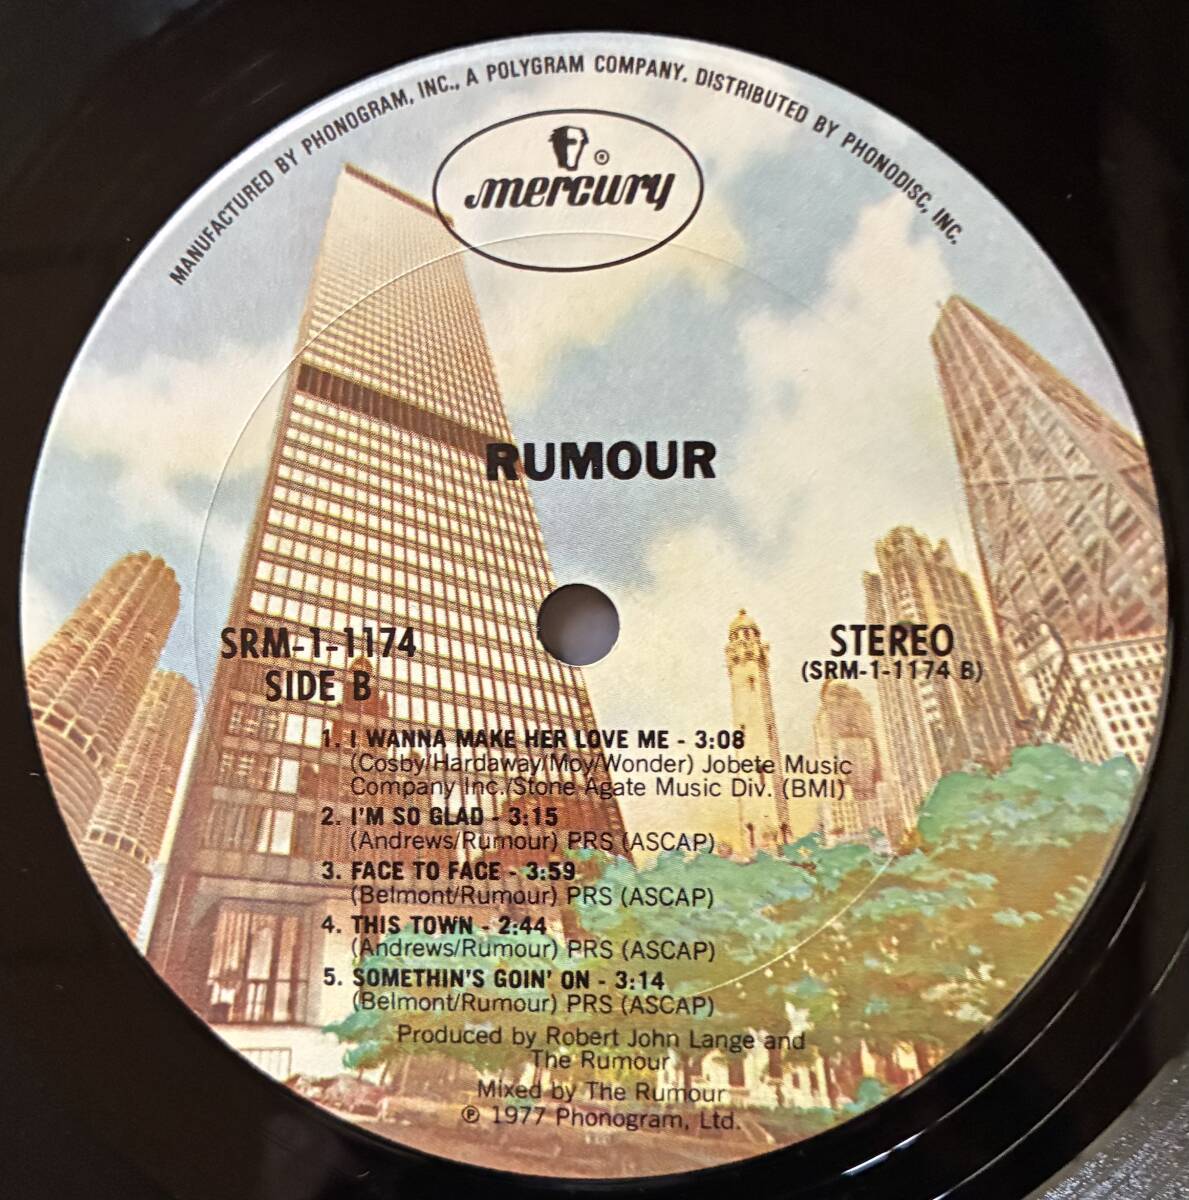 MANUFACTURED BY PHONOGRAM, INC., A POLYGRAM COMPANY. DISTRIBUTED BY PHONODISC, INC.
®
mercury
RUMOUR
SRM-1-1174
SIDE B
STEREO
(SRM-1-1174 B)
1. I WANNA MAKE HER LOVE ME - 3:08
(Cosby/Hardaway/Moy/Wonder) Jobete Music
Company Inc./Stone Agate Music Div. (BMI)
2. I'M SO GLAD - 3:15
(Andrews/Rumour) PRS (ASCAP)
3. FACE TO FACE - 3:59
(Belmont/Rumour) PRS (ASCAP)
4. THIS TOWN - 2:44
(Andrews/Rumour) PRS (ASCAP)
5. SOMETHIN'S GOIN' ON - 3:14
(Belmont/Rumour) PRS (ASCAP)
Produced by Robert John Lange and
The Rumour
Mixed by The Rumour
℗ 1977 Phonogram, Ltd.